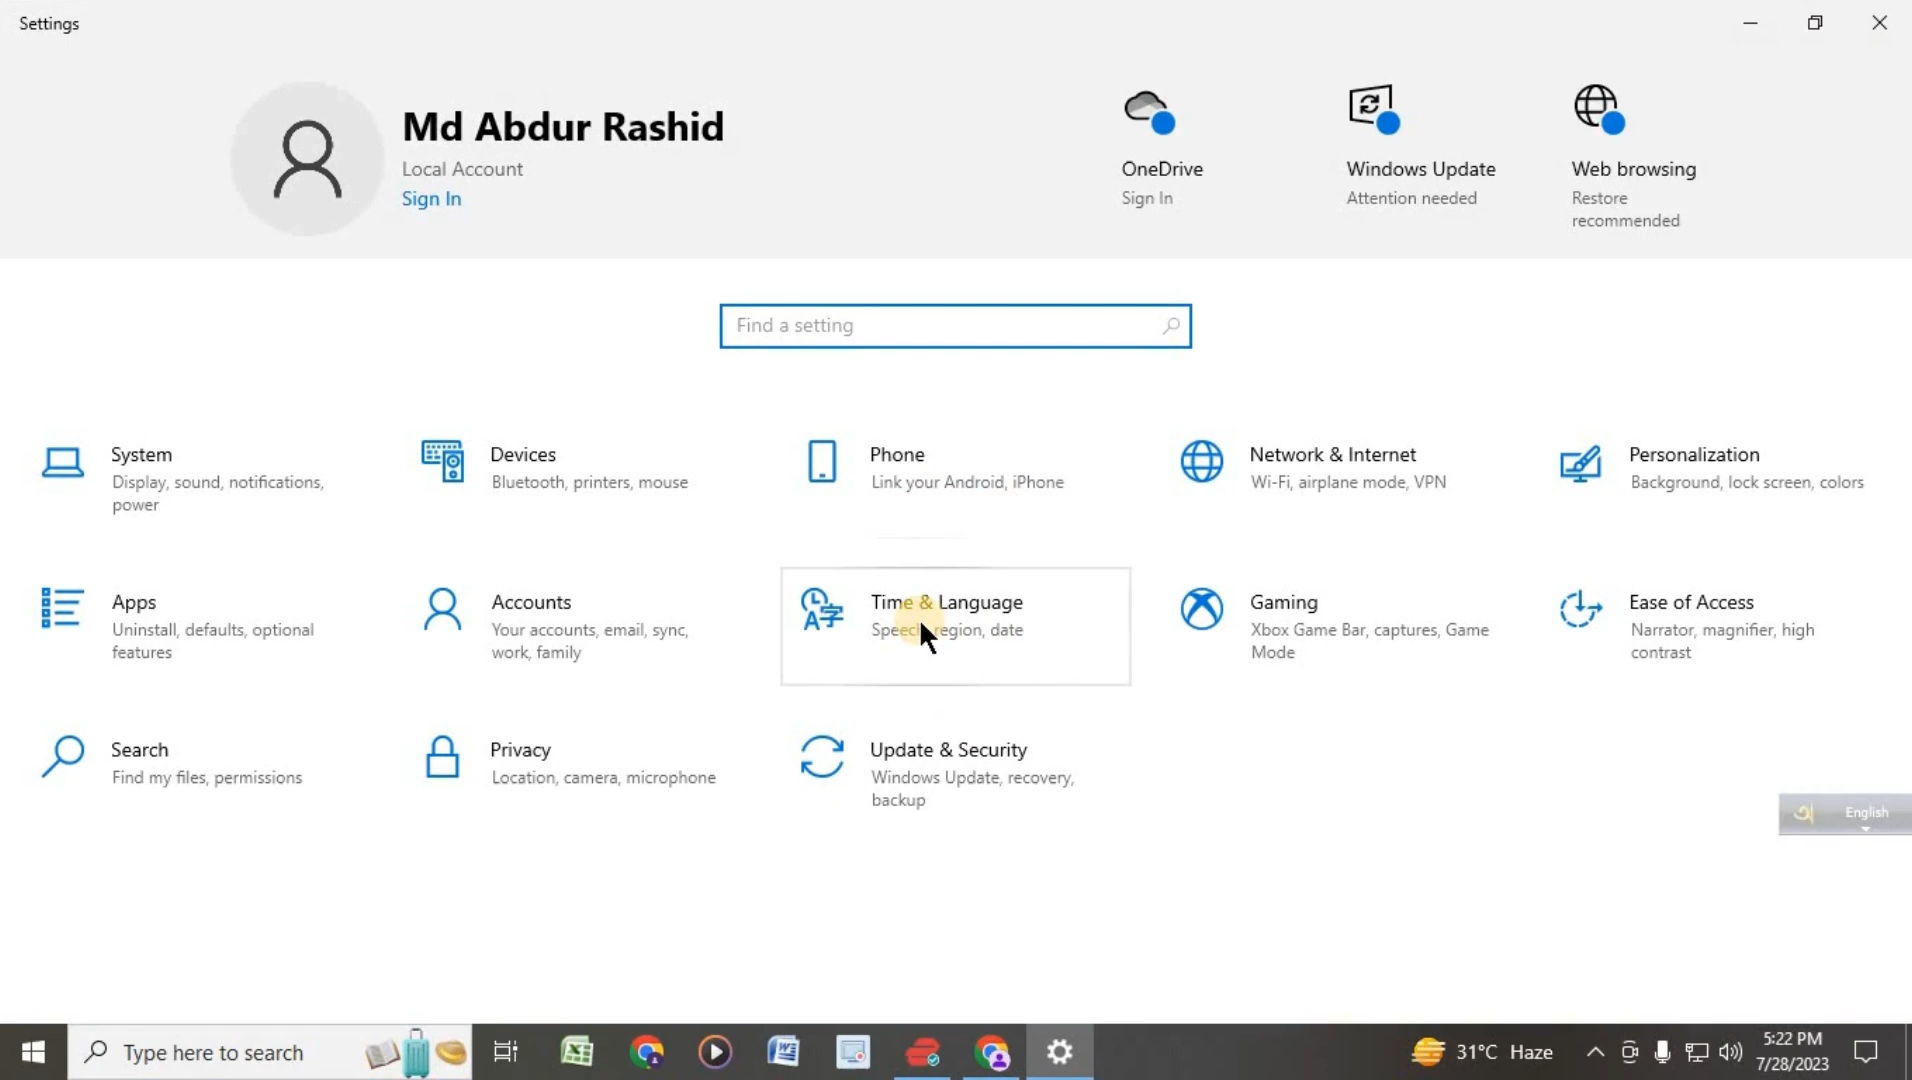 Settings
Md Abdur Rashid
Local Account
Sign In
OneDrive
Sign In
Windows Update
Attention needed
Web browsing
Restore
recommended
Find a setting
System
Display, sound, notifications,
power
Devices
Bluetooth, printers, mouse
Phone
Link your Android, iPhone
Network & Internet
Wi-Fi, airplane mode, VPN
Personalization
Background, lock screen, colors
Apps
Uninstall, defaults, optional
features
Accounts
Your accounts, email, sync,
work, family
Time & Language
Speech, region, date
Gaming
Xbox Game Bar, captures, Game
Mode
Ease of Access
Narrator, magnifier, high
contrast
Search
Find my files, permissions
Privacy
Location, camera, microphone
Update & Security
Windows Update, recovery,
backup
অ English
Type here to search
31°C Haze
5:22 PM
7/28/2023